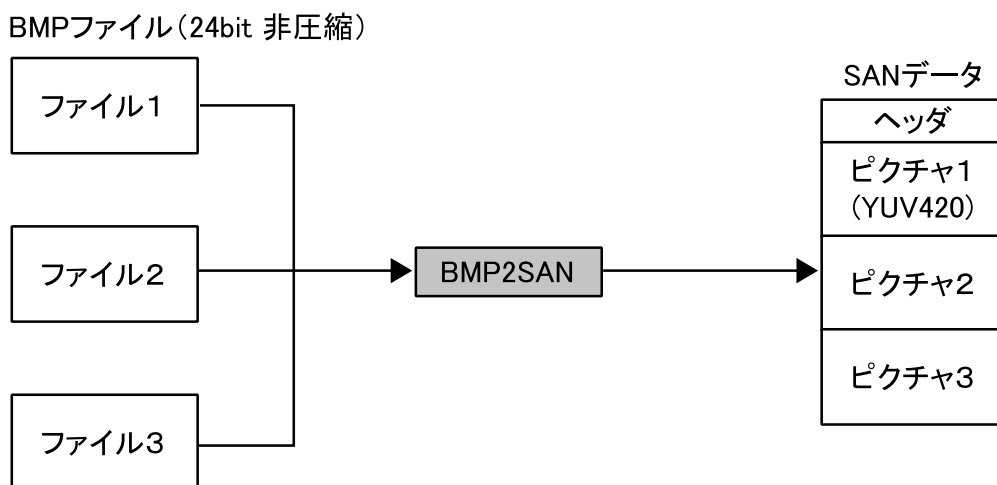 BMPファイル（24bit 非圧縮）
ファイル１
ファイル２
ファイル３
BMP2SAN
SANデータ
ヘッダ
ピクチャ１
（YUV420）
ピクチャ２
ピクチャ３